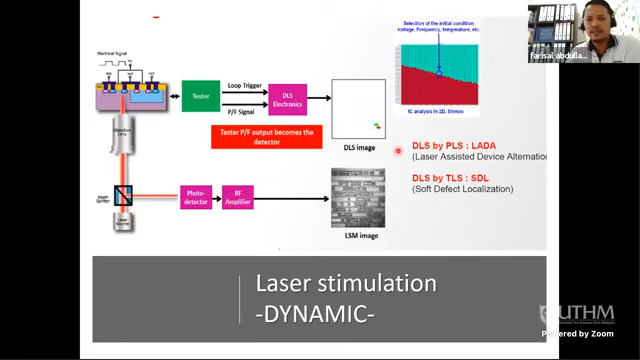 Electrical Signal
Tester
Loop Trigger
P/F Signal
DLS
Electronics
Tester P/F output becomes the
detector
DLS image
Selection of the initial condition
Voltage, Frequency, temperature, etc.
IC analysis in 2D, Shmoo
DLS by PLS : LADA
(Laser Assisted Device Alternation
DLS by TLS : SDL
(Soft Defect Localization)
Objective
Lens
Beam
Splitter
Laser Source
Photo-
detector
RF
Amplifier
LSM image
Laser stimulation
-DYNAMIC-
farisal abdulla...
UTHM
Powered by Zoom